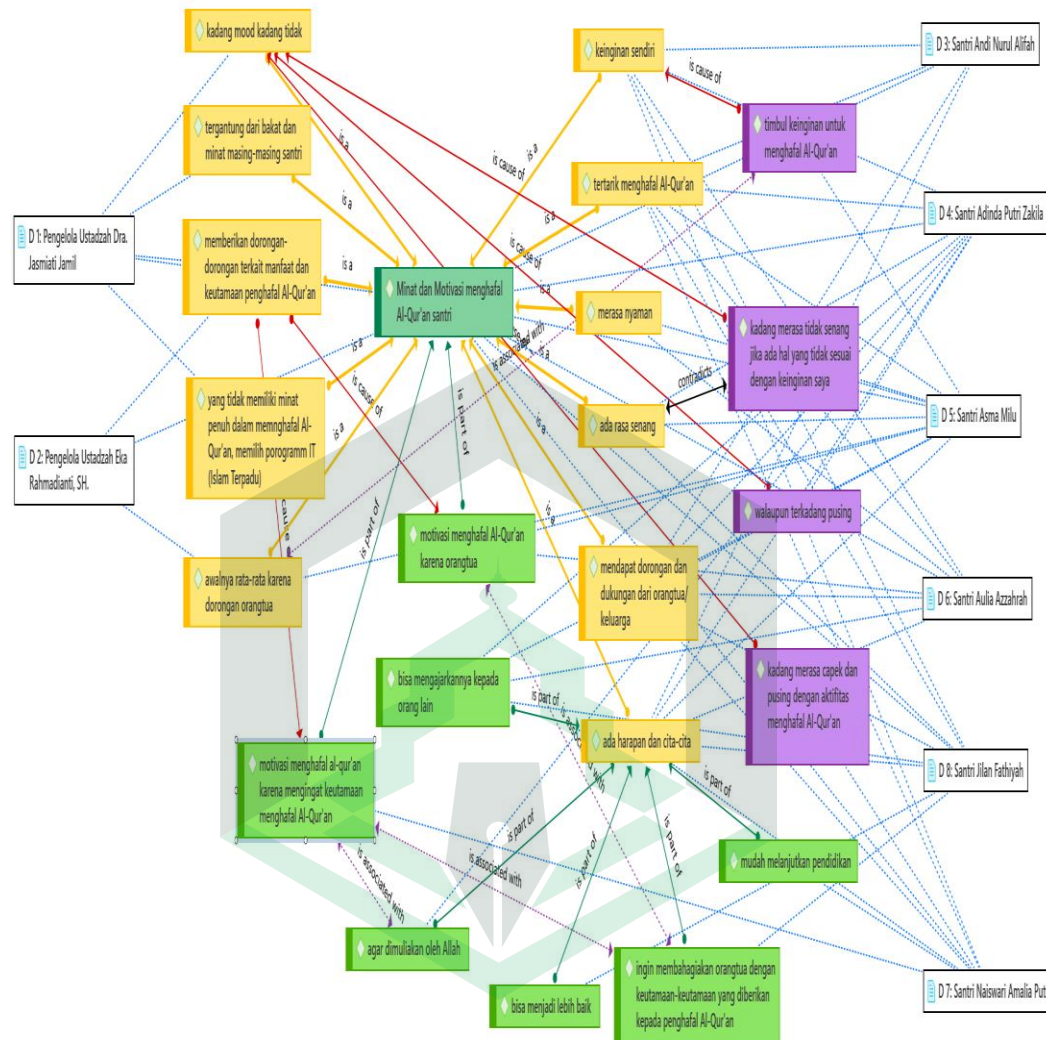 kadang mood kadang tidak
keinginan sendiri
D 3: Santri Andi Nurul Alifah
is cause of
tergantung dari bakat dan
minat masing-masing santri
timbul keinginan untuk
menghafal Al-Qur'an
is a
is cause of
is a
tertarik menghafal Al-Qur'an
D 4: Santri Adinda Putri Zakila
is a
is a
D 1: Pengelola Ustadzah Dra.
Jasmiati Jamil
memberikan dorongan-
dorongan terkait manfaat dan
keutamaan penghafal Al-Qur'an
is a
is cause of
Minat dan Motivasi menghafal
Al-Qur'an santri
is a
merasa nyaman
kadang merasa tidak senang
jika ada hal yang tidak sesuai
dengan keinginan saya
is associated with
is a
is a
contradicts
yang tidak memiliki minat
penuh dalam memnghafal Al-
Qur'an, memilih porogramm IT
(Islam Terpadu)
is cause of
is a
is part of
is a
ada rasa senang
D 5: Santri Asma Milu
D 2: Pengelola Ustadzah Eka
Rahmadianti, SH.
walaupun terkadang pusing
cause
is part of
is a
motivasi menghafal Al-Qur'an
karena orangtua
awalnya rata-rata karena
dorongan orangtua
mendapat dorongan dan
dukungan dari orangtua/
keluarga
D 6: Santri Aulia Azzahrah
bisa mengajarkannya kepada
orang lain
kadang merasa capek dan
pusing dengan aktifitas
menghafal Al-Qur'an
is part of
ada harapan dan cita-cita
motivasi menghafal al-qur'an
karena mengingat keutamaan
menghafal Al-Qur'an
D 8: Santri Jilan Fathiyah
is part of
is part of
is part of
is part of
mudah melanjutkan pendidikan
is associated with
is associated with
agar dimuliakan oleh Allah
ingin membahagiakan orangtua dengan
keutamaan-keutamaan yang diberikan
kepada penghafal Al-Qur'an
bisa menjadi lebih baik
D 7: Santri Naiswari Amalia Put